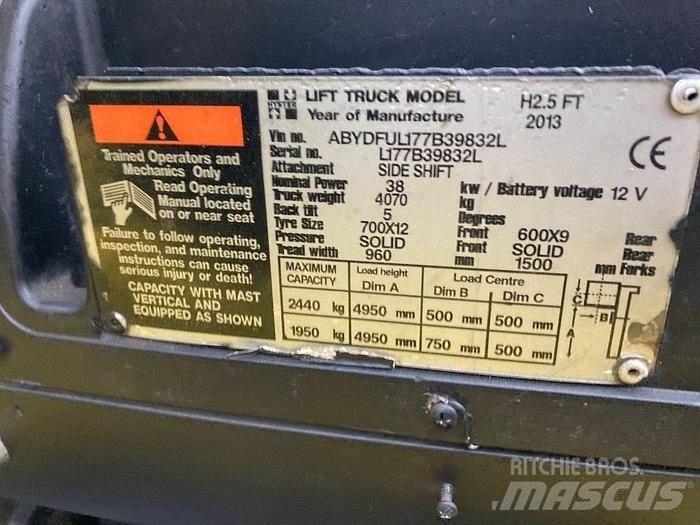 HYSTER
LIFT TRUCK MODEL H2.5 FT
Year of Manufacture 2013
Vin no. ABYDFUL177B39832L
Serial no. L177B39832L
Attachment SIDE SHIFT
Nominal Power 38 kw / Battery voltage 12 V
Truck weight 4070 kg
Back tilt 5 Degrees
Tyre Size 700X12 Front 600X9 Rear
Pressure SOLID Front SOLID Rear
Tread width 960 mm 1500 mm Forks
CE
Trained Operators and
Mechanics Only
Read Operating
Manual located
on or near seat
Failure to follow operating,
inspection, and maintenance
instructions can cause
serious injury or death!
CAPACITY WITH MAST
VERTICAL AND
EQUIPPED AS SHOWN
MAXIMUM CAPACITY Load height Dim A Load Centre Dim B Dim C
2440 kg 4950 mm 500 mm 500 mm
1950 kg 4950 mm 750 mm 500 mm
C
B
A
RITCHIE BROS.
MASCUS